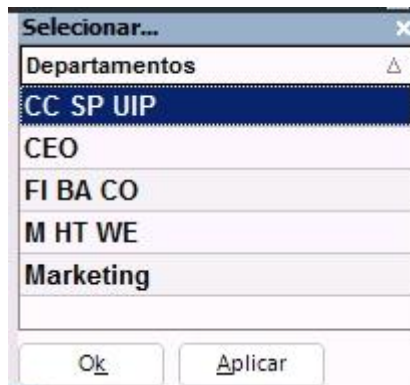 Selecionar...
Departamentos
CC SP UIP
CEO
FI BA CO
M HT WE
Marketing
Ok Aplicar